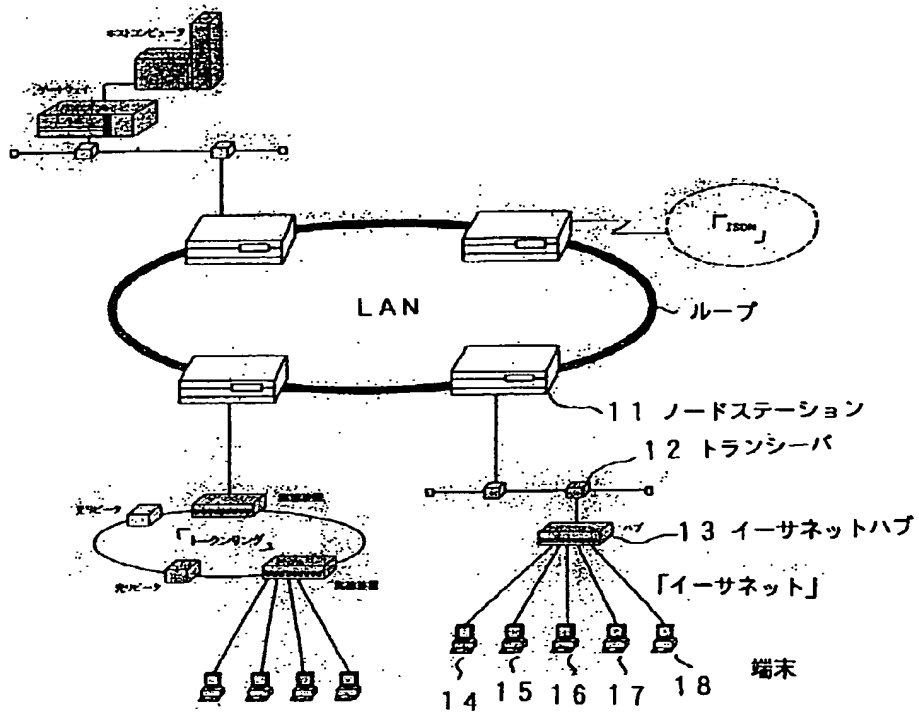 ホストコンピュータ
ゲートウェイ
「ISDN」
LAN
ループ
11 ノードステーション
12 トランシーバ
光リピータ
「トークンリング」
光リピータ
ハブ
13 イーサネットハブ
「イーサネット」
14
15
16
17
18
端末